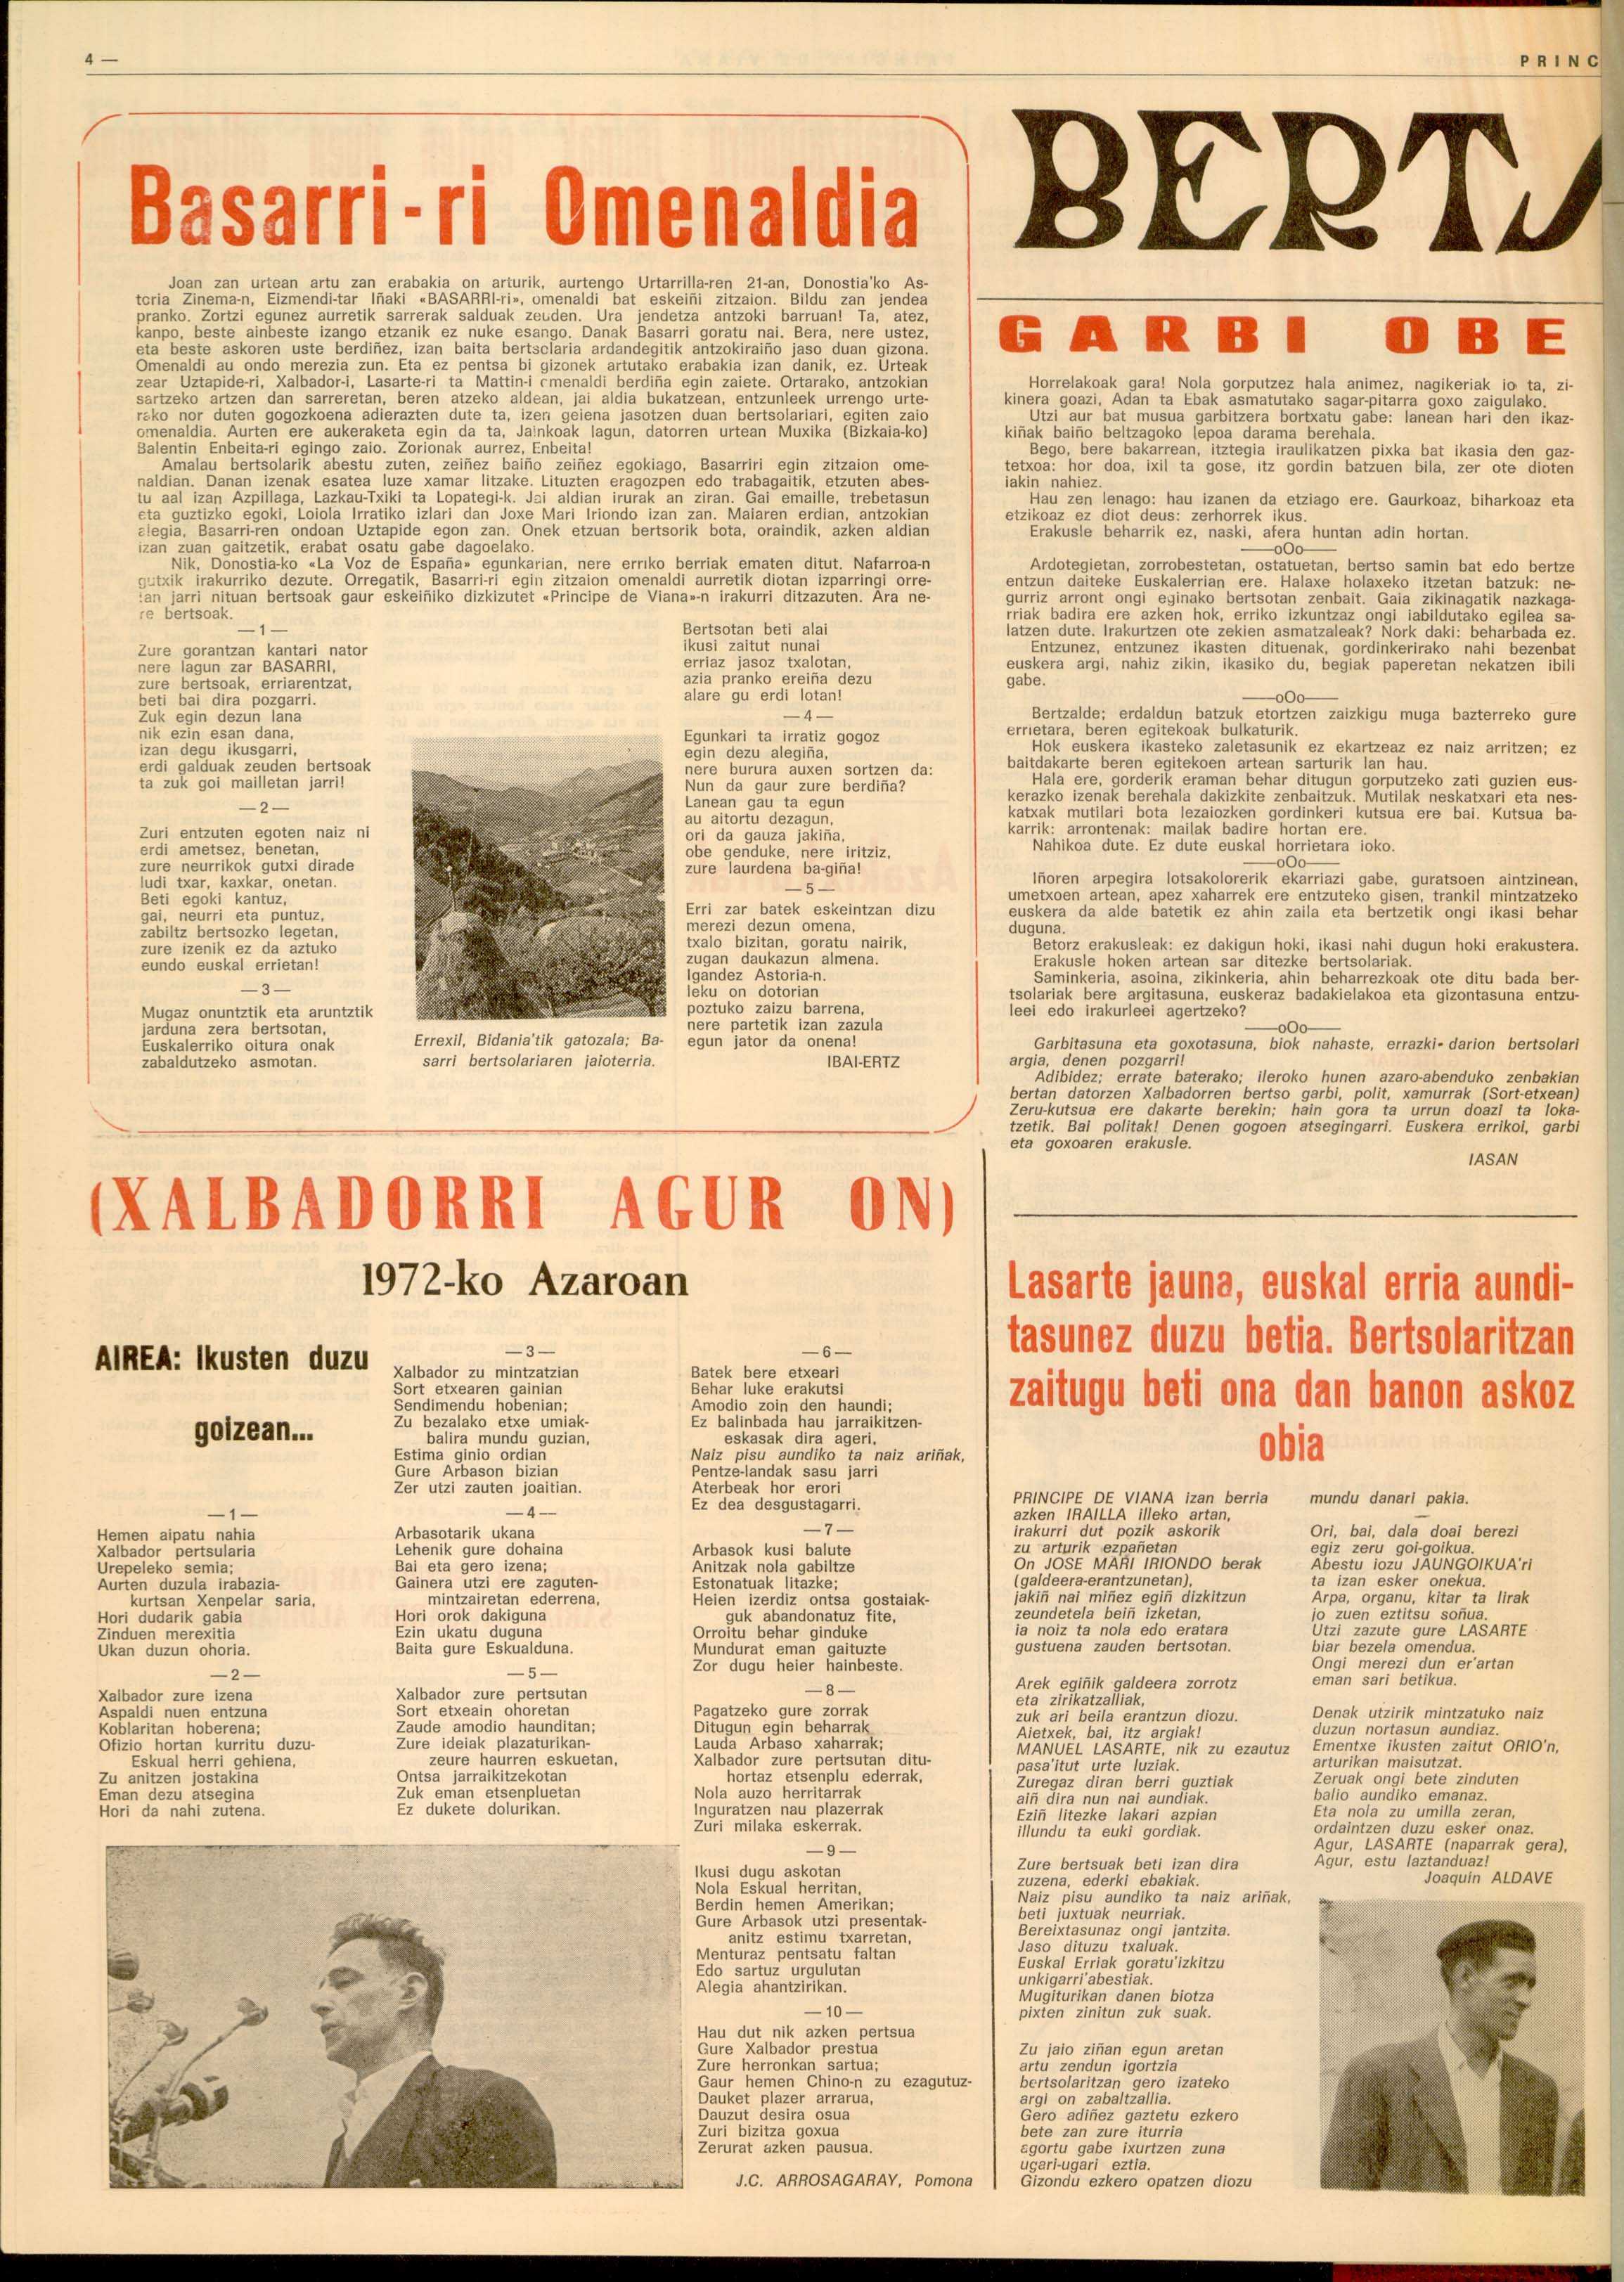 4 —
PRINC
Basarri-ri Omenaldia
Joan zan urtean artu zan erabakia on arturik, aurtengo Urtarrilla-ren 21-an, Donostia'ko As-
toria Zinema-n, Eizmendi-tar Iñaki «BASARRI-ri», omenaldi bat eskeiñi zitzaion. Bildu zan jendea
pranko. Zortzi egunez aurretik sarrerak salduak zeuden. Ura jendetza antzoki barruan! Ta, atez,
kanpo, beste ainbeste izango etzanik ez nuke esango. Danak Basarri goratu nai. Bera, nere ustez,
eta beste askoren uste berdiñez, izan baita bertsolaria ardandegitik antzokiraiño jaso duan gizona.
Omenaldi au ondo merezia zun. Eta ez pentsa bi gizonek artutako erabakia izan danik, ez. Urteak
zear Uztapide-ri, Xalbador-i, Lasarte-ri ta Mattin-i omenaldi berdiña egin zaiete. Ortarako, antzokian
sartzeko artzen dan sarreretan, beren atzeko aldean, jai aldia bukatzean, entzunleek urrengo urte-
rako nor duten gogozkoena adierazten dute ta, izen geiena jasotzen duan bertsolariari, egiten zaio
omenaldia. Aurten ere aukeraketa egin da ta, Jainkoak lagun, datorren urtean Muxika (Bizkaia-ko)
Balentin Enbeita-ri egingo zaio. Zorionak aurrez, Enbeita!
Amalau bertsolarik abestu zuten, zeiñez baiño zeiñez egokiago, Basarriri egin zitzaion ome-
naldian. Danan izenak esatea luze xamar litzake. Lituzten eragozpen edo trabagaitik, etzuten abes-
tu aal izan Azpillaga, Lazkau-Txiki ta Lopategi-k. Jai aldian irurak an ziran. Gai emaille, trebetasun
eta guztizko egoki, Loiola Irratiko izlari dan Joxe Mari Iriondo izan zan. Maiaren erdian, antzokian
alegia, Basarri-ren ondoan Uztapide egon zan. Onek etzuan bertsorik bota, oraindik, azken aldian
izan zuan gaitzetik, erabat osatu gabe dagoelako.
Nik, Donostia-ko «La Voz de España» egunkarian, nere erriko berriak ematen ditut. Nafarroa-n
gutxik irakurriko dezute. Orregatik, Basarri-ri egin zitzaion omenaldi aurretik diotan izparringi orre-
tan jarri nituan bertsoak gaur eskeiñiko dizkizutet «Principe de Viana»-n irakurri ditzazuten. Ara ne-
re bertsoak.
—1—
Zure gorantzan kantari nator
nere lagun zar BASARRI,
zure bertsoak, erriarentzat,
beti bai dira pozgarri.
Zuk egin dezun lana
nik ezin esan dana,
izan degu ikusgarri,
erdi galduak zeuden bertsoak
ta zuk goi mailletan jarri!
—2—
Zuri entzuten egoten naiz ni
erdi ametsez, benetan,
zure neurrikok gutxi dirade
ludi txar, kaxkar, onetan.
Beti egoki kantuz,
gai, neurri eta puntuz,
zabiltz bertsozko legetan,
zure izenik ez da aztuko
eundo euskal errietan!
—3—
Mugaz onuntztik eta aruntztik
jarduna zera bertsotan,
Euskalerriko oitura onak
zabaldutzeko asmotan.
Errexil, Bidania'tik gatozala; Ba-
sarri bertsolariaren jaioterria.
Bertsotan beti alai
ikusi zaitut nunai
erriaz jasoz txalotan,
azia pranko ereiña dezu
alare gu erdi lotan!
—4—
Egunkari ta irratiz gogoz
egin dezu alegiña,
nere burura auxen sortzen da:
Nun da gaur zure berdiña?
Lanean gau ta egun
au aitortu dezagun,
ori da gauza jakiña,
obe genduke, nere iritziz,
zure laurdena ba-giña!
—5—
Erri zar batek eskeintzan dizu
merezi dezun omena,
txalo bizitan, goratu nairik,
zugan daukazun almena.
Igandez Astoria-n.
leku on dotorian
poztuko zaizu barrena,
nere partetik izan zazula
egun jator da onena!
IBAI-ERTZ
BERTS
GARBI OBE
Horrelakoak gara! Nola gorputzez hala animez, nagikeriak io ta, zi-
kinera goazi, Adan ta Ebak asmatutako sagar-pitarra goxo zaigulako.
Utzi aur bat musua garbitzera bortxatu gabe: lanean hari den ikaz-
kiñak baiño beltzagoko lepoa darama berehala.
Bego, bere bakarrean, itztegia iraulikatzen pixka bat ikasia den gaz-
tetxoa: hor doa, ixil ta gose, itz gordin batzuen bila, zer ote dioten
iakin nahiez.
Hau zen lenago: hau izanen da etziago ere. Gaurkoaz, biharkoaz eta
etzikoaz ez diot deus: zerhorrek ikus.
Erakusle beharrik ez, naski, afera huntan adin hortan.
——oOo——
Ardotegietan, zorrobestetan, ostatuetan, bertso samin bat edo bertze
entzun daiteke Euskalerrian ere. Halaxe holaxeko itzetan batzuk: ne-
gurriz arront ongi eginako bertsotan zenbait. Gaia zikinagatik nazkaga-
rriak badira ere azken hok, erriko izkuntzaz ongi iabildutako egilea sa-
latzen dute. Irakurtzen ote zekien asmatzaleak? Nork daki: beharbada ez.
Entzunez, entzunez ikasten dituenak, gordinkerirako nahi bezenbat
euskera argi, nahiz zikin, ikasiko du, begiak paperetan nekatzen ibili
gabe.
——oOo——
Bertzalde; erdaldun batzuk etortzen zaizkigu muga bazterreko gure
errietara, beren egitekoak bulkaturik.
Hok euskera ikasteko zaletasunik ez ekartzeaz ez naiz arritzen; ez
baitdakarte beren egitekoen artean sarturik lan hau.
Hala ere, gorderik eraman behar ditugun gorputzeko zati guzien eus-
kerazko izenak berehala dakizkite zenbaitzuk. Mutilak neskatxari eta nes-
katxak mutilari bota lezaiozken gordinkeri kutsua ere bai. Kutsua ba-
karrik: arrontenak: mailak badire hortan ere.
Nahikoa dute. Ez dute euskal horrietara ioko.
——oOo——
Iñoren arpegira lotsakolorerik ekarriazi gabe, guratsoen aintzinean,
umetxoen artean, apez xaharrek ere entzuteko gisen, trankil mintzatzeko
euskera da alde batetik ez ahin zaila eta bertzetik ongi ikasi behar
duguna.
Betorz erakusleak: ez dakigun hoki, ikasi nahi dugun hoki erakustera.
Erakusle hoken artean sar ditezke bertsolariak.
Saminkeria, asoina, zikinkeria, ahin beharrezkoak ote ditu bada ber-
tsolariak bere argitasuna, euskeraz badakielakoa eta gizontasuna entzu-
leei edo irakurleei agertzeko?
——oOo——
Garbitasuna eta goxotasuna, biok nahaste, errazki- darion bertsolari
argia, denen pozgarri!
Adibidez; errate baterako; ileroko hunen azaro-abenduko zenbakian
bertan datorzen Xalbadorren bertso garbi, polit, xamurrak (Sort-etxean)
Zeru-kutsua ere dakarte berekin; hain gora ta urrun doazi ta loka-
tzetik. Bai politak! Denen gogoen atsegingarri. Euskera errikoi, garbi
eta goxoaren erakusle.
IASAN
(XALBADORRI AGUR ON)
1972-ko Azaroan
AIREA: Ikusten duzu
goizean...
—1—
Hemen aipatu nahia
Xalbador pertsularia
Urepeleko semia;
Aurten duzula irabazia-
kurtsan Xenpelar saria,
Hori dudarik gabia
Zinduen merexitia
Ukan duzun ohoria.
—2—
Xalbador zure izena
Aspaldi nuen entzuna
Koblaritan hoberena;
Ofizio hortan kurritu duzu-
Eskual herri gehiena,
Zu anitzen jostakina
Eman dezu atsegina
Hori da nahi zutena.
—3—
Xalbador zu mintzatzian
Sort etxearen gainian
Sendimendu hobenian;
Zu bezalako etxe umiak-
balira mundu guzian,
Estima ginio ordian
Gure Arbason bizian
Zer utzi zauten joaitian.
—4—
Arbasotarik ukana
Lehenik gure dohaina
Bai eta gero izena;
Gainera utzi ere zaguten-
mintzairetan ederrena,
Hori orok dakiguna
Ezin ukatu duguna
Baita gure Eskualduna.
—5—
Xalbador zure pertsutan
Sort etxeain ohoretan
Zaude amodio haunditan;
Zure ideiak plazaturikan-
zeure haurren eskuetan,
Ontsa jarraikitzekotan
Zuk eman etsenpluetan
Ez dukete dolurikan.
—6—
Batek bere etxeari
Behar luke erakutsi
Amodio zoin den haundi;
Ez balinbada hau jarraikitzen-
eskasak dira ageri,
Naiz pisu aundiko ta naiz ariñak,
Pentze-landak sasu jarri
Aterbeak hor erori
Ez dea desgustagarri.
—7—
Arbasok kusi balute
Anitzak nola gabiltze
Estonatuak litazke;
Heien izerdiz ontsa gostaiak-
guk abandonatuz fite,
Orroitu behar ginduke
Mundurat eman gaituzte
Zor dugu heier hainbeste.
—8—
Pagatzeko gure zorrak
Ditugun egin beharrak
Lauda Arbaso xaharrak;
Xalbador zure pertsutan ditu-
hortaz etsenplu ederrak,
Nola auzo herritarrak
Inguratzen nau plazerrak
Zuri milaka eskerrak.
—9—
Ikusi dugu askotan
Nola Eskual herritan,
Berdin hemen Amerikan;
Gure Arbasok utzi presentak-
anitz estimu txarretan,
Menturaz pentsatu faltan
Edo sartuz urgulutan
Alegia ahantzirikan.
—10—
Hau dut nik azken pertsua
Gure Xalbador prestua
Zure herronkan sartua;
Gaur hemen Chino-n zu ezagutuz-
Dauket plazer arrarua,
Dauzut desira osua
Zuri bizitza goxua
Zerurat azken pausua.
J.C. ARROSAGARAY, Pomona
Lasarte jauna, euskal erria aundi-
tasunez duzu betia. Bertsolaritzan
zaitugu beti ona dan banon askoz
obia
PRINCIPE DE VIANA izan berria
azken IRAILLA illeko artan,
irakurri dut pozik askorik
zu arturik ezpañetan
On JOSE MARI IRIONDO berak
(galdeera-erantzunetan),
jakiñ nai miñez egiñ dizkitzun
zeundetela beiñ izketan,
ia noiz ta nola edo eratara
gustuena zauden bertsotan.
Arek egiñik galdeera zorrotz
eta zirikatzalliak,
zuk ari beila erantzun diozu.
Aietxek, bai, itz argiak!
MANUEL LASARTE, nik zu ezautuz
pasa'itut urte luziak.
Zuregaz diran berri guztiak
aiñ dira nun nai aundiak.
Eziñ litezke lakari azpian
illundu ta euki gordiak.
Zure bertsuak beti izan dira
zuzena, ederki ebakiak.
Naiz pisu aundiko ta naiz ariñak,
beti juxtuak neurriak.
Bereixtasunaz ongi jantzita.
Jaso dituzu txaluak.
Euskal Erriak goratu'izkitzu
unkigarri'abestiak.
Mugiturikan danen biotza
pixten zinitun zuk suak.
Zu jaio ziñan egun aretan
artu zendun igortzia
bertsolaritzan gero izateko
argi on zabaltzallia.
Gero adiñez gaztetu ezkero
bete zan zure iturria
agortu gabe ixurtzen zuna
ugari-ugari eztia.
Gizondu ezkero opatzen diozu
mundu danari pakia.
—
Ori, bai, dala doai berezi
egiz zeru goi-goikua.
Abestu iozu JAUNGOIKUA'ri
ta izan esker onekua.
Arpa, organu, kitar ta lirak
jo zuen eztitsu soñua.
Utzi zazute gure LASARTE
biar bezela omendua.
Ongi merezi dun er'artan
eman sari betikua.
Denak utzirik mintzatuko naiz
duzun nortasun aundiaz.
Ementxe ikusten zaitut ORIO'n,
arturikan maisutzat.
Zeruak ongi bete zinduten
balio aundiko emanaz.
Eta nola zu umilla zeran,
ordaintzen duzu esker onaz.
Agur, LASARTE (naparrak gera),
Agur, estu laztanduaz!
Joaquín ALDAVE